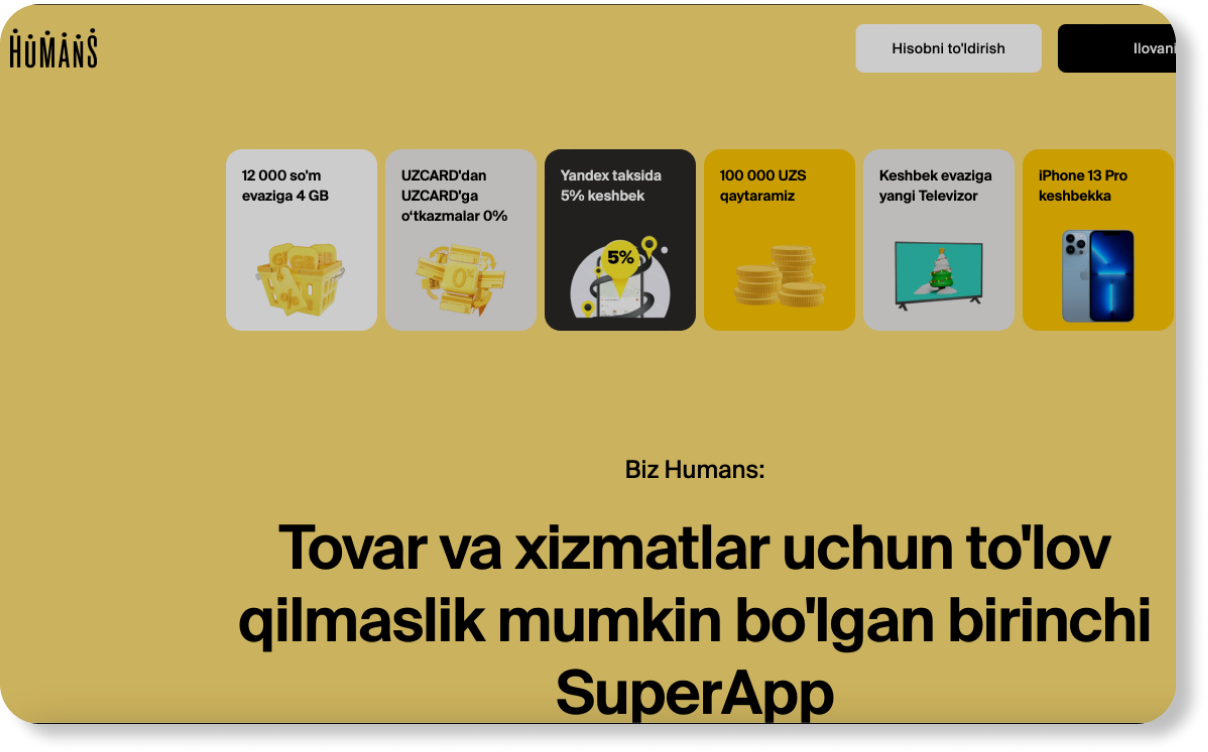 HUMANS
Hisobni to'ldirish
Ilovani
12 000 so'm
evaziga 4 GB
UZCARD'dan
UZCARD'ga
o‘tkazmalar 0%
0%
Yandex taksida
5% keshbek
5%
100 000 UZS
qaytaramiz
Keshbek evaziga
yangi Televizor
iPhone 13 Pro
keshbekka
Biz Humans:
Tovar va xizmatlar uchun to'lov
qilmaslik mumkin bo'lgan birinchi
SuperApp